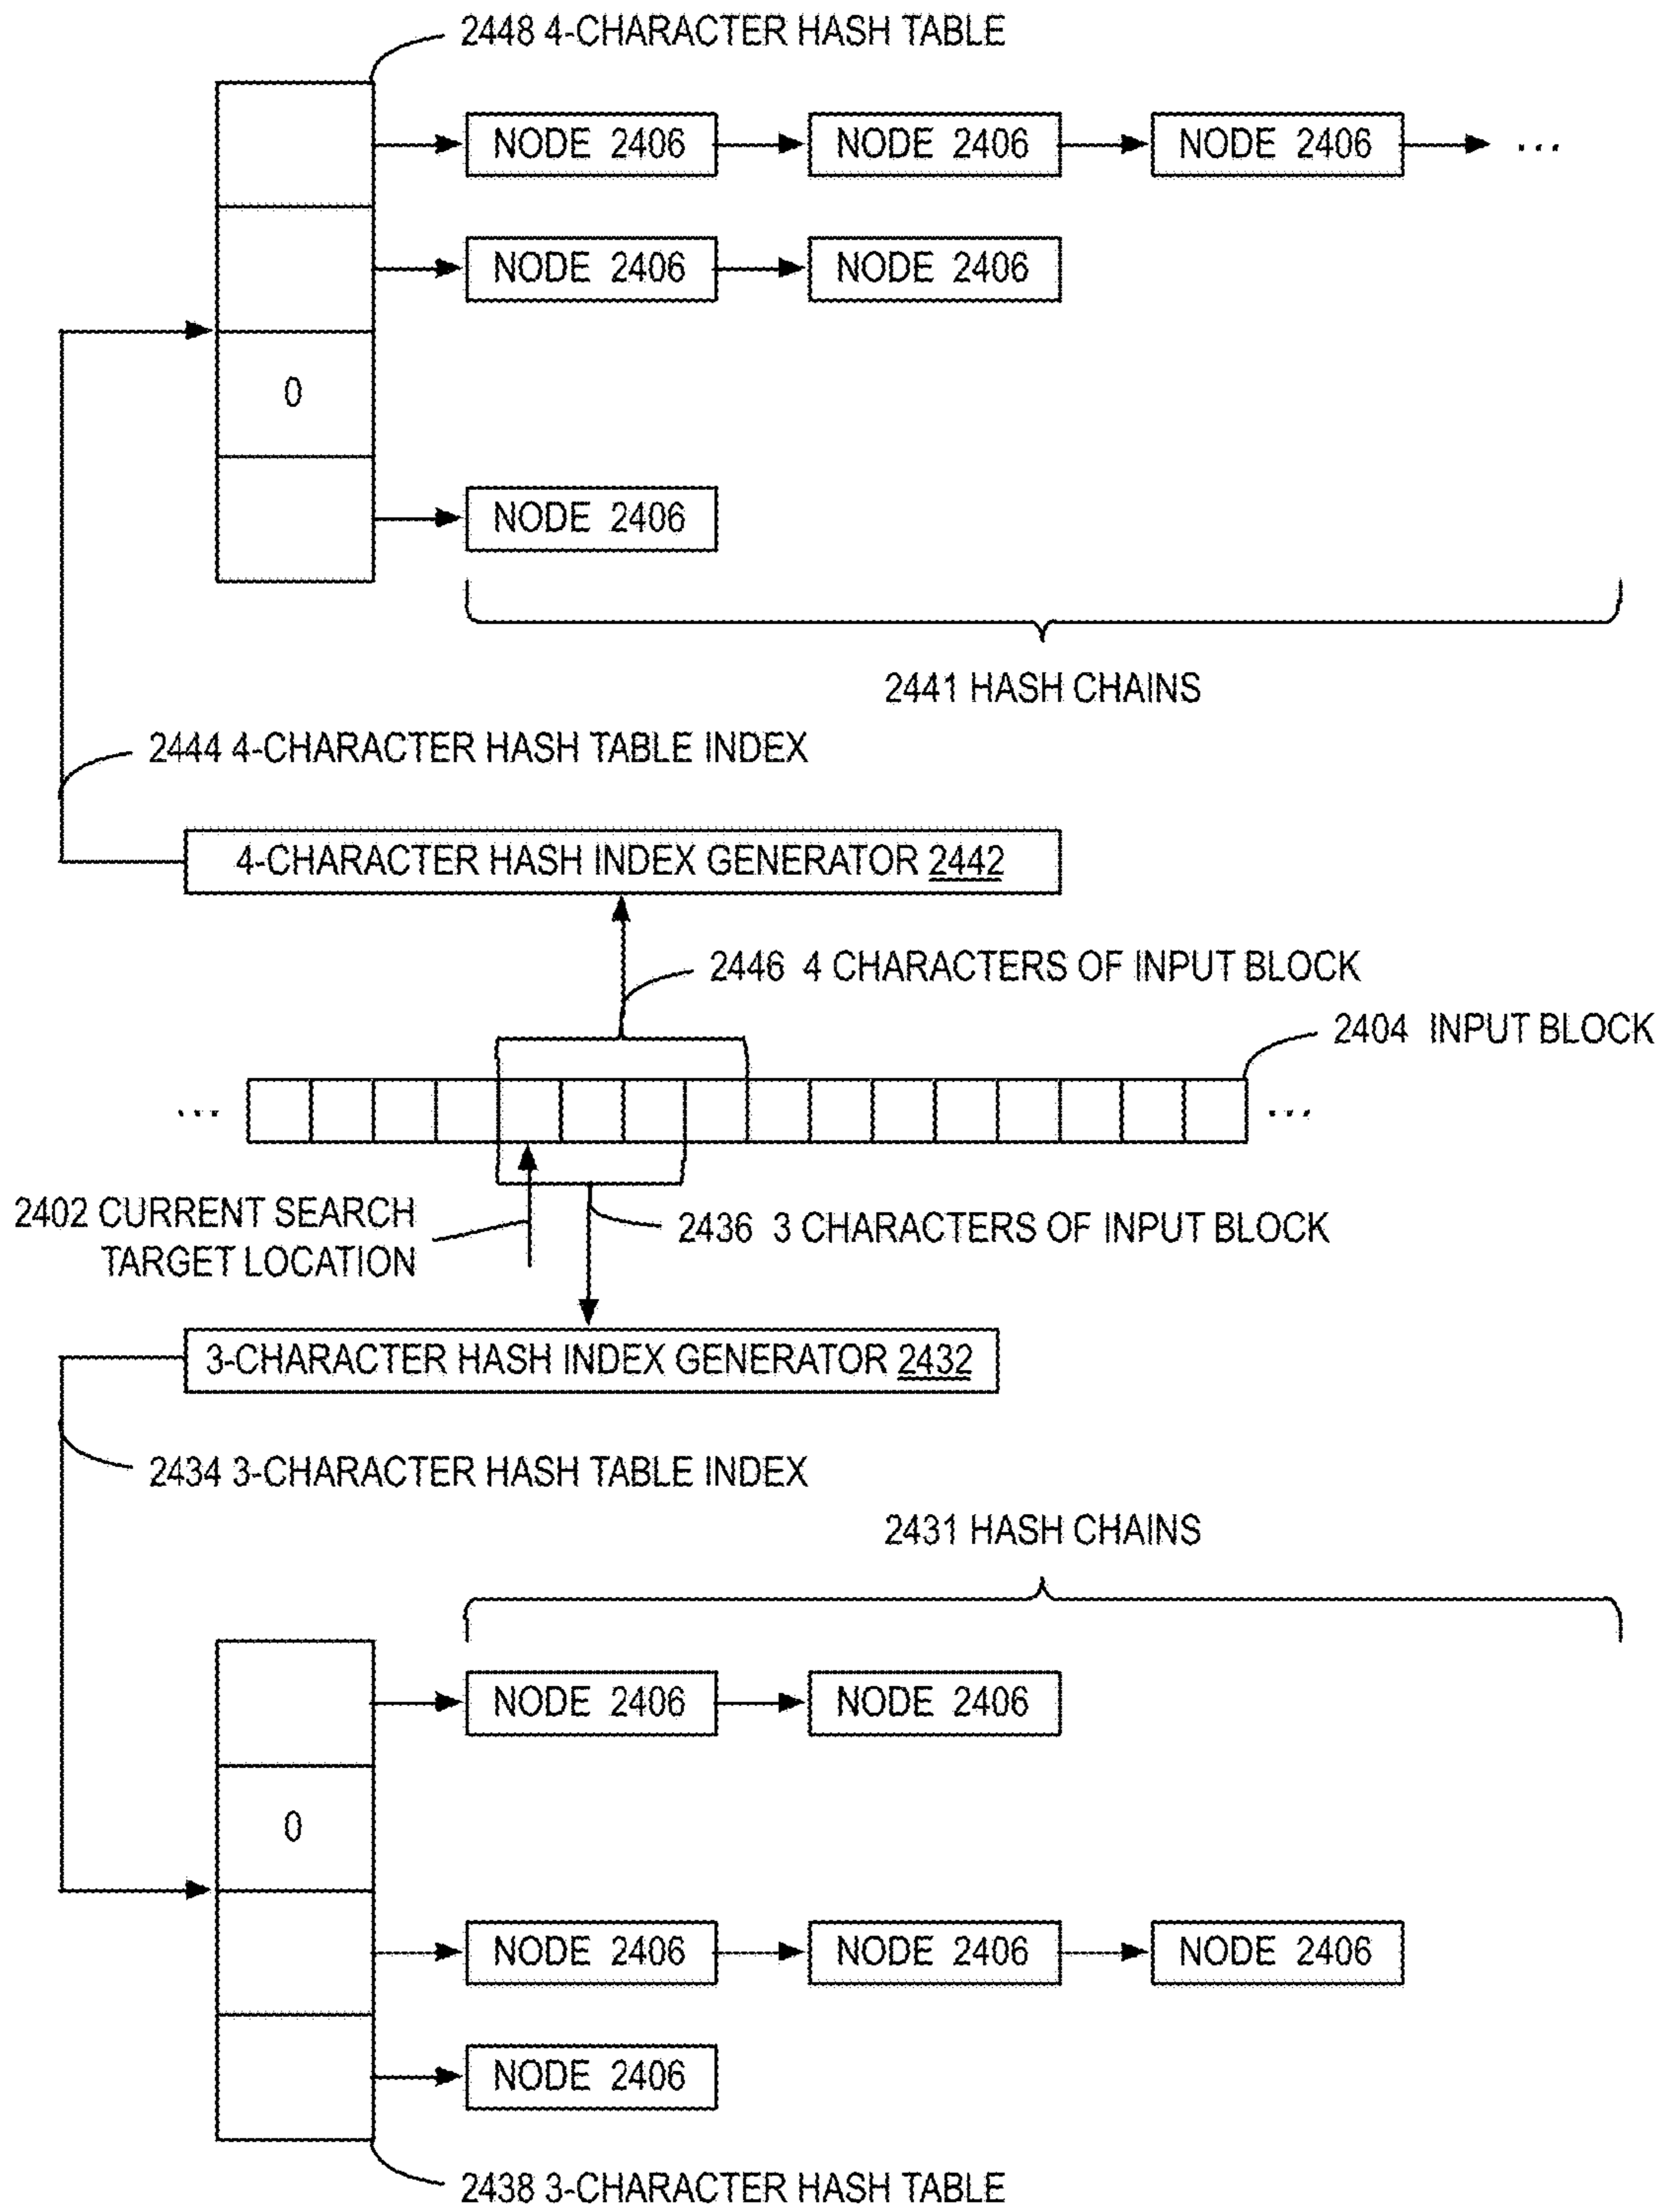 2448 4-CHARACTER HASH TABLE
NODE 2406 NODE 2406 NODE 2406 ...
NODE 2406 NODE 2406
0
NODE 2406
2441 HASH CHAINS
2444 4-CHARACTER HASH TABLE INDEX
4-CHARACTER HASH INDEX GENERATOR 2442
2446 4 CHARACTERS OF INPUT BLOCK
2404 INPUT BLOCK
... ...
2402 CURRENT SEARCH
TARGET LOCATION
2436 3 CHARACTERS OF INPUT BLOCK
3-CHARACTER HASH INDEX GENERATOR 2432
2434 3-CHARACTER HASH TABLE INDEX
2431 HASH CHAINS
NODE 2406 NODE 2406
0
NODE 2406 NODE 2406 NODE 2406
NODE 2406
2438 3-CHARACTER HASH TABLE